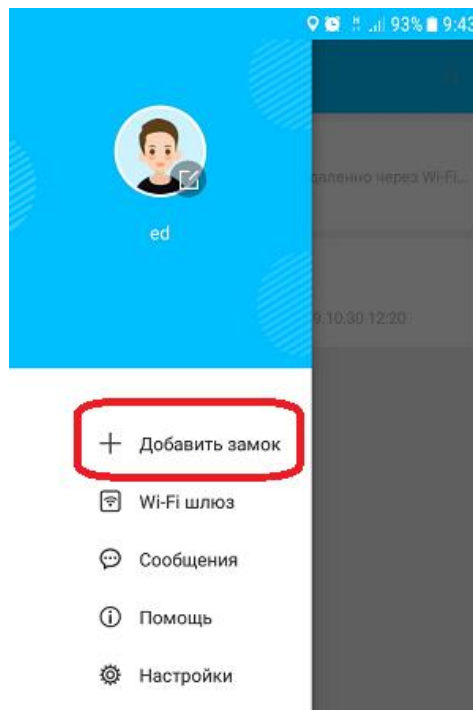 93% 9:43
ed
даленно через Wi-Fi...
9.10.30 12:20
Добавить замок
Wi-Fi шлюз
Сообщения
Помощь
Настройки